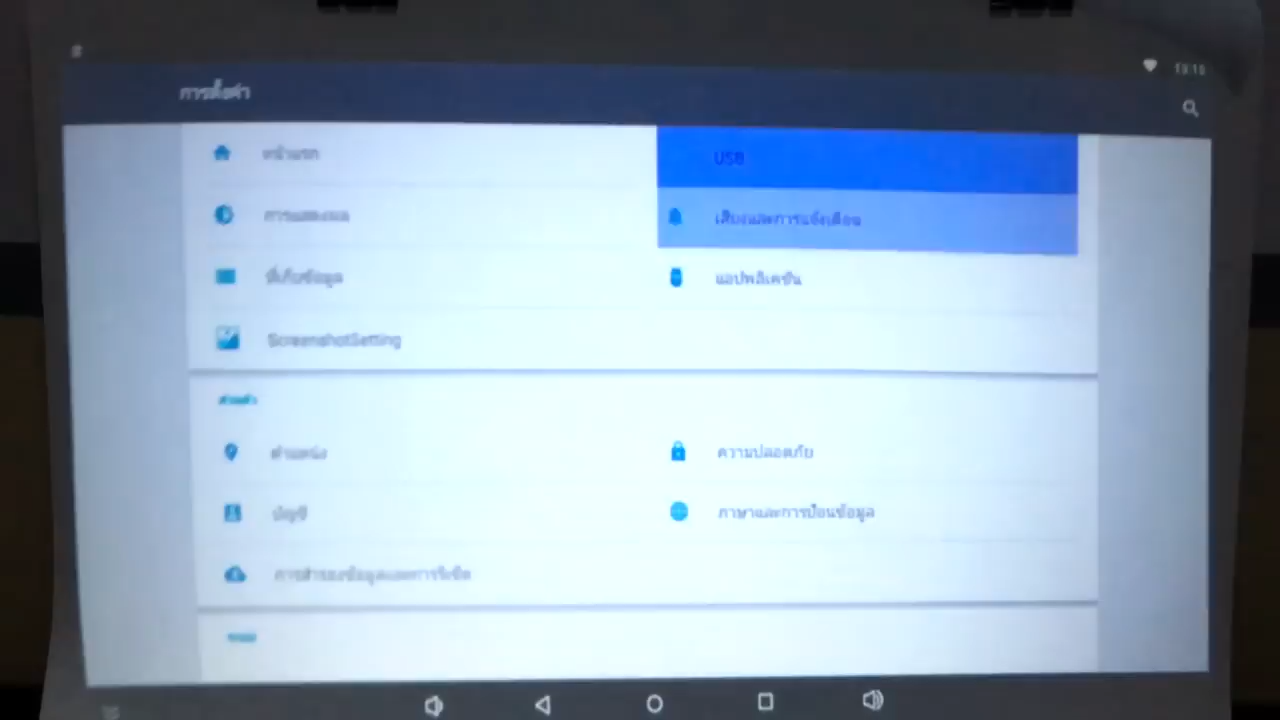 การตั้งค่า
หน้าแรก
USB
การแสดงผล
เสียงและการแจ้งเตือน
ที่เก็บข้อมูล
แอปพลิเคชัน
ScreenshotSetting
ส่วนตัว
ตำแหน่ง
ความปลอดภัย
บัญชี
ภาษาและการป้อนข้อมูล
การสำรองข้อมูลและการรีเซ็ต
ระบบ